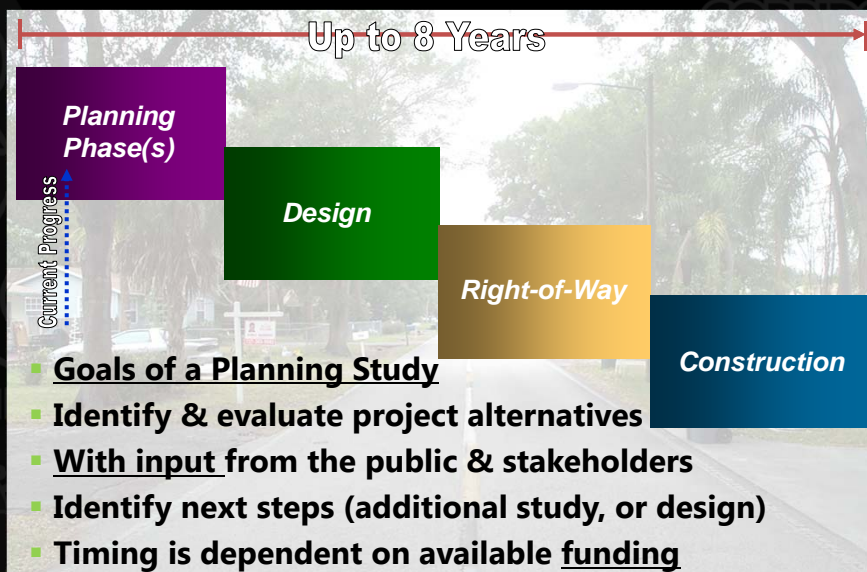 Up to 8 Years
Planning
Phase(s)
Design
Right-of-Way
Construction
Current Progress
Goals of a Planning Study
Identify & evaluate project alternatives
With input from the public & stakeholders
Identify next steps (additional study, or design)
Timing is dependent on available funding